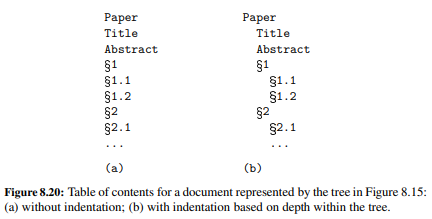 Paper Paper
Title Title
Abstract Abstract
§1 §1
§1.1 §1.1
§1.2 §1.2
§2 §2
§2.1 §2.1
... ...
(a) (b)
Figure 8.20: Table of contents for a document represented by the tree in Figure 8.15:
(a) without indentation; (b) with indentation based on depth within the tree.